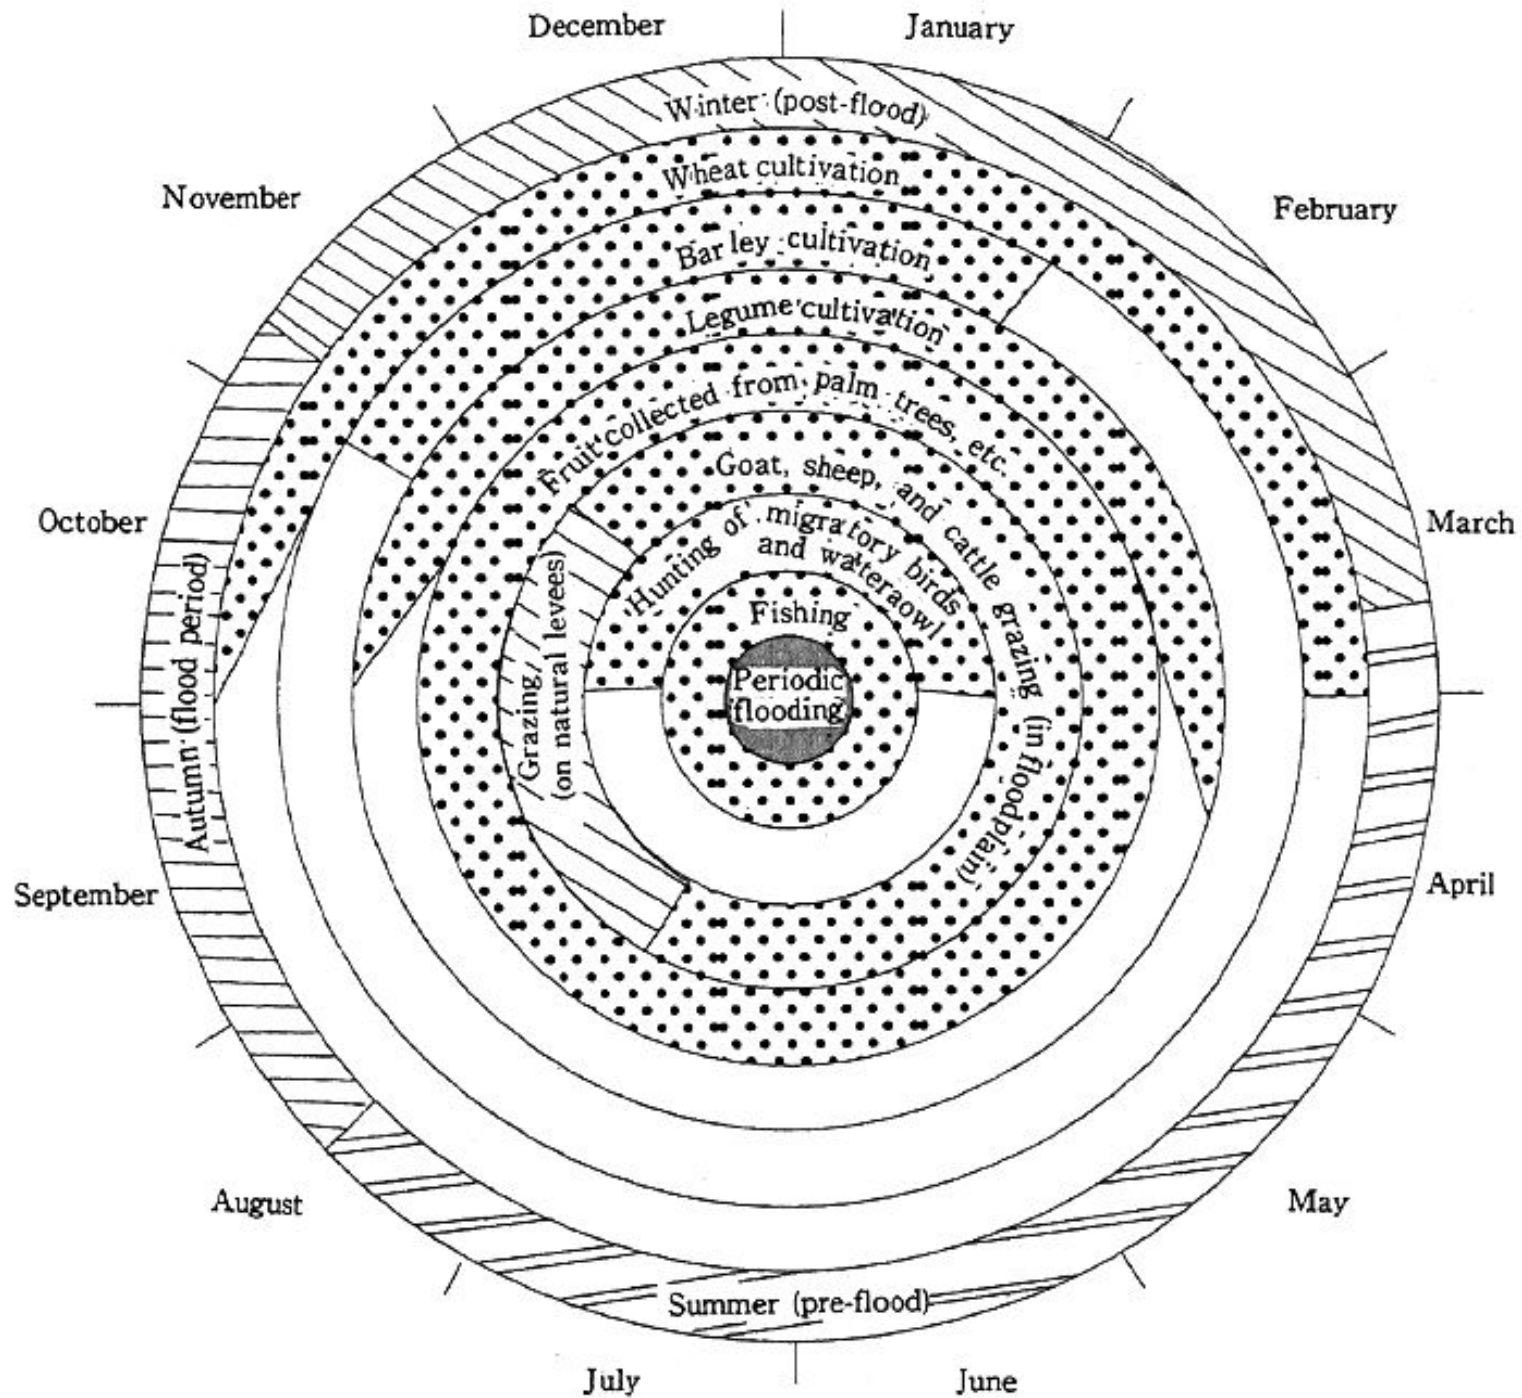 December
January
Winter (post-flood)
Wheat cultivation
November
February
Barley cultivation
Legume cultivation
Fruit collected from palm trees, etc.
Goat, sheep, and cattle grazing (in floodplain)
Hunting of migratory birds
and wateraowl
October
March
Fishing
Periodic
flooding
Grazing
(on natural levees)
Autumn (flood period)
September
April
August
May
Summer (pre-flood)
July
June